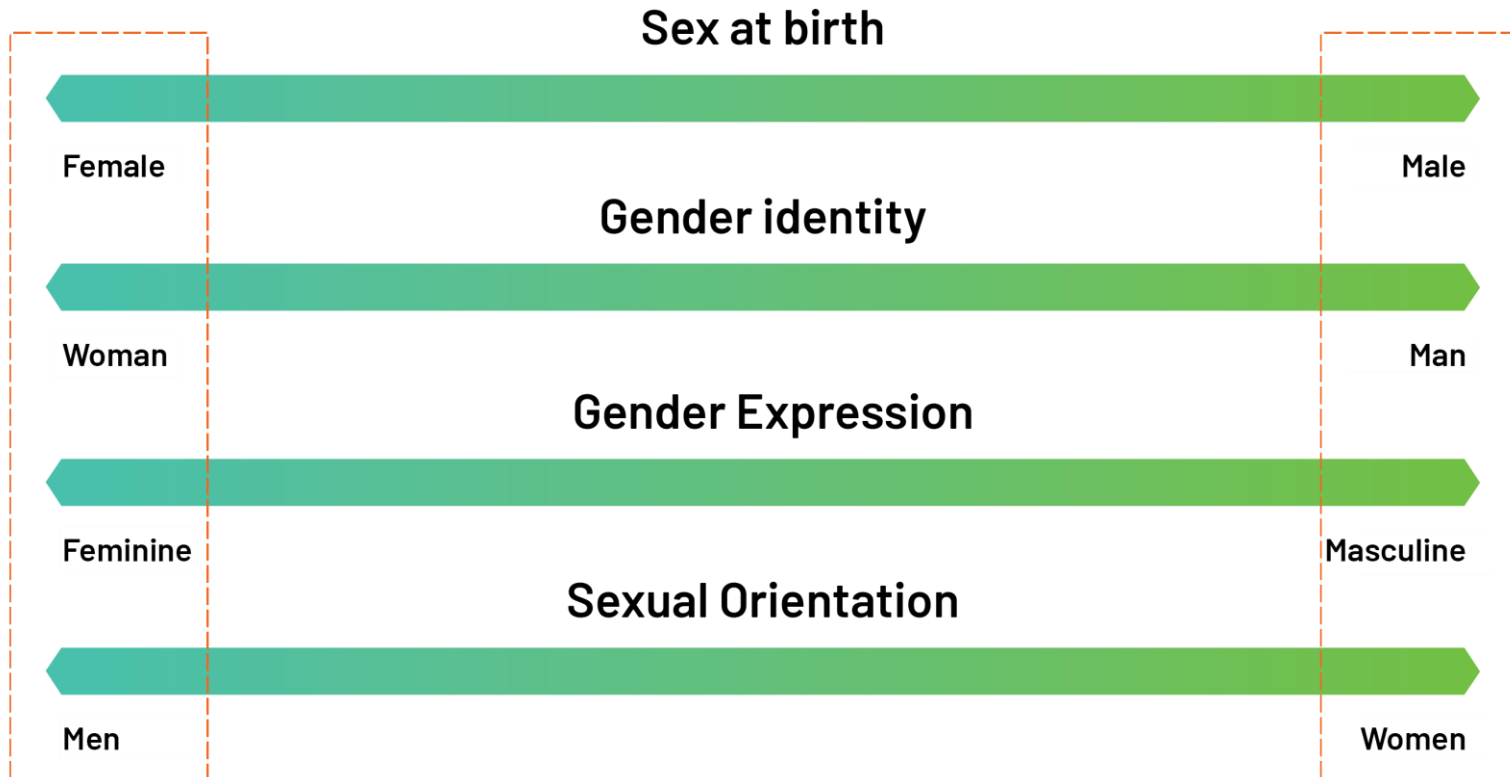 Sex at birth
Female Male
Gender identity
Woman Man
Gender Expression
Feminine Masculine
Sexual Orientation
Men Women